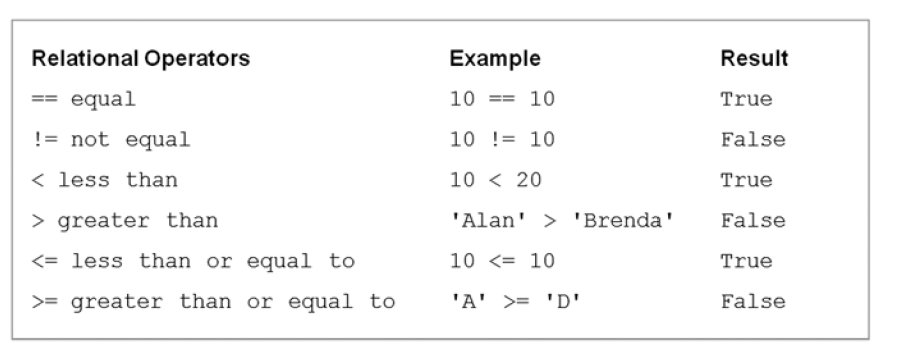 Relational Operators Example Result
== equal 10 == 10 True
!= not equal 10 != 10 False
< less than 10 < 20 True
> greater than 'Alan' > 'Brenda' False
<= less than or equal to 10 <= 10 True
>= greater than or equal to 'A' >= 'D' False